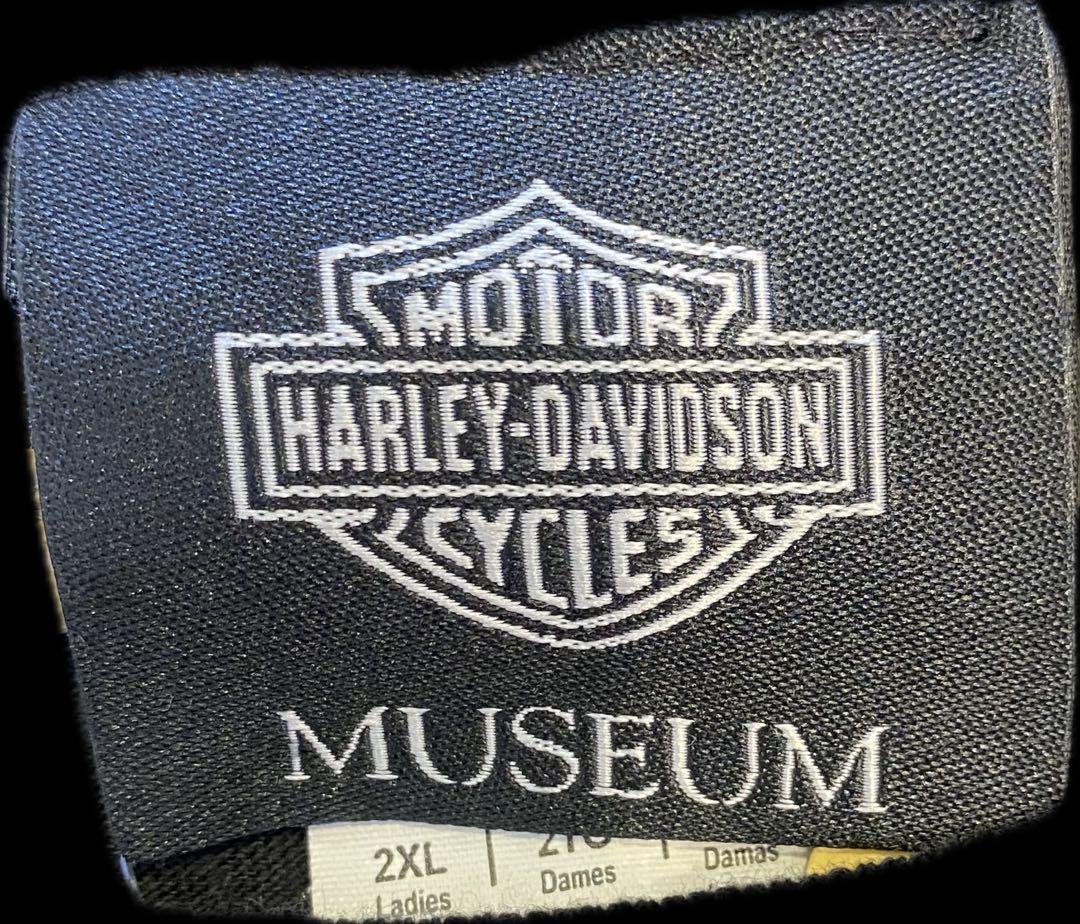 MOTOR
HARLEY-DAVIDSON
CYCLES
MUSEUM
2XL
Ladies Dames Damas